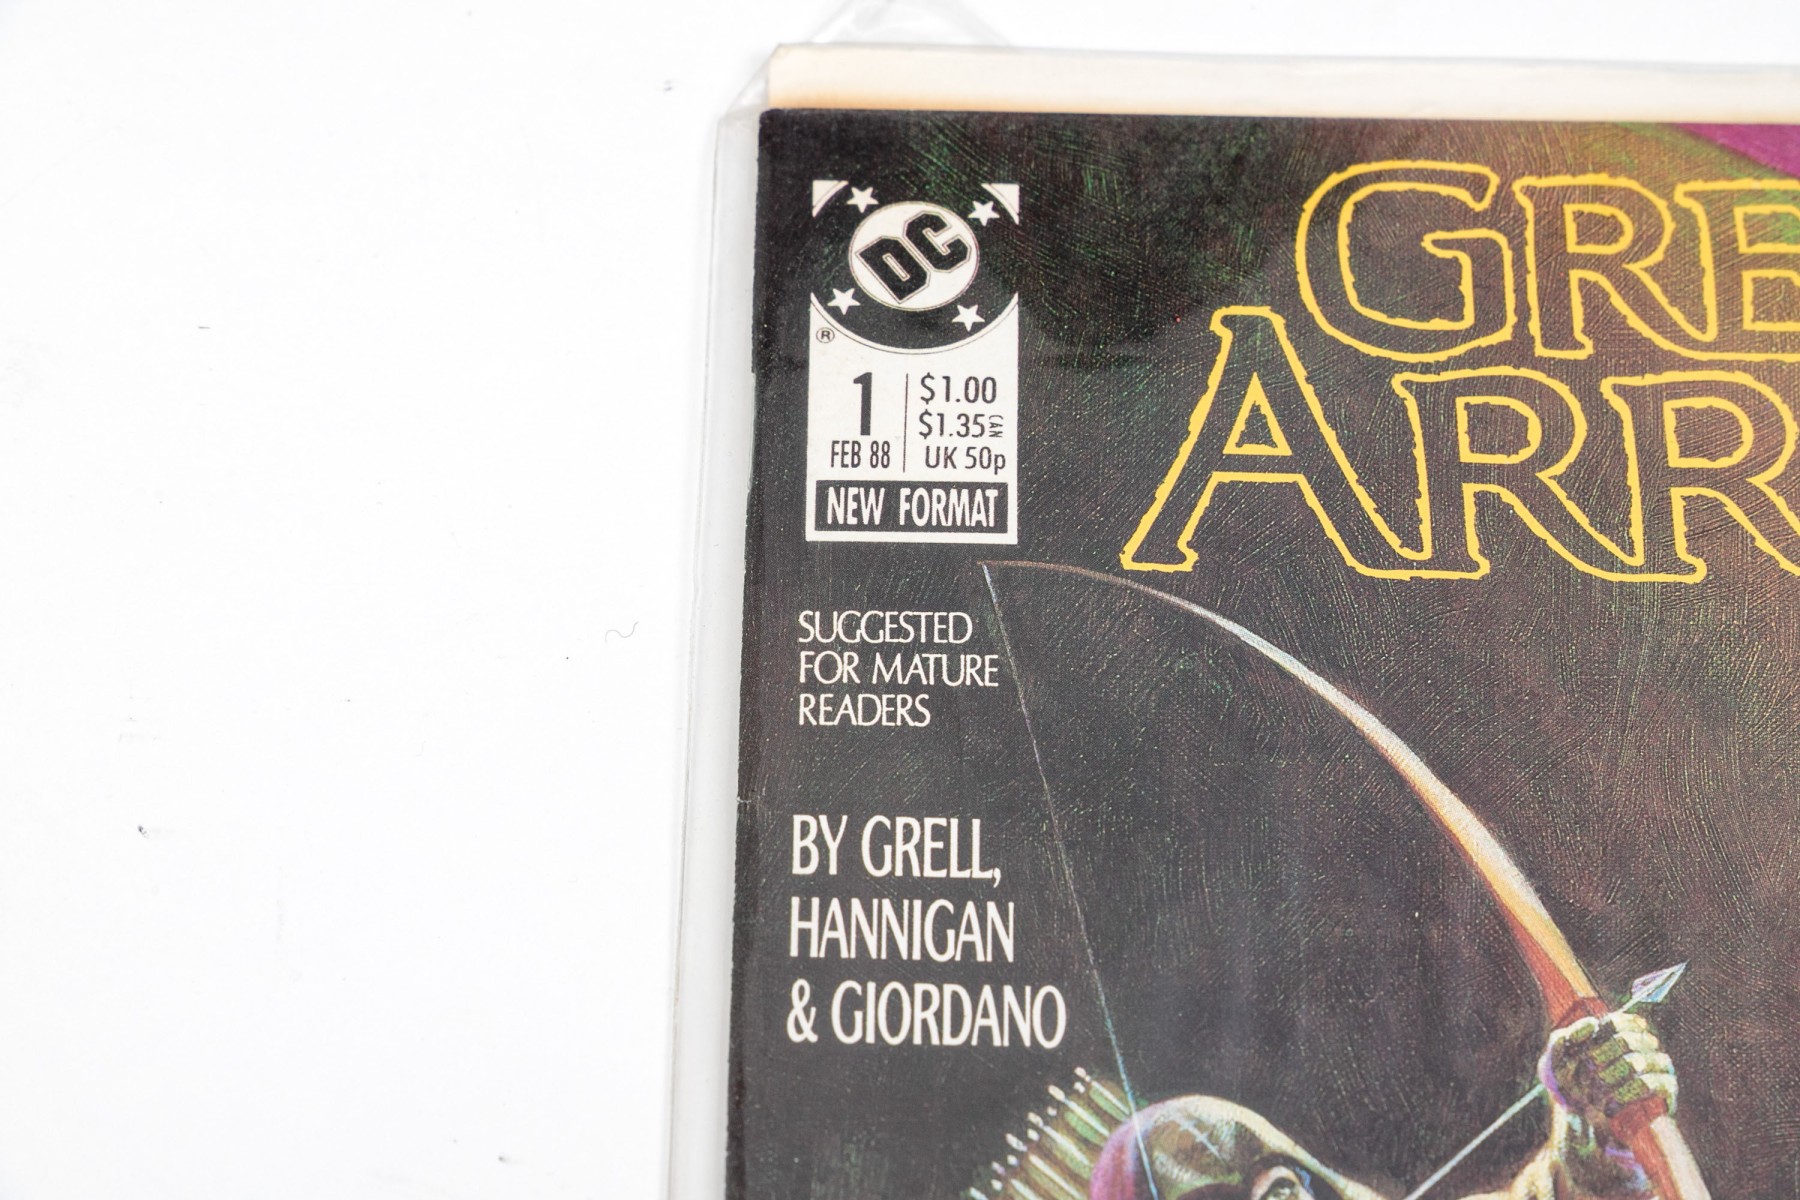 DC
®
1
FEB 88
$1.00
$1.35 CAN
UK 50p
NEW FORMAT
GRE
ARR
SUGGESTED
FOR MATURE
READERS
BY GRELL,
HANNIGAN
& GIORDANO